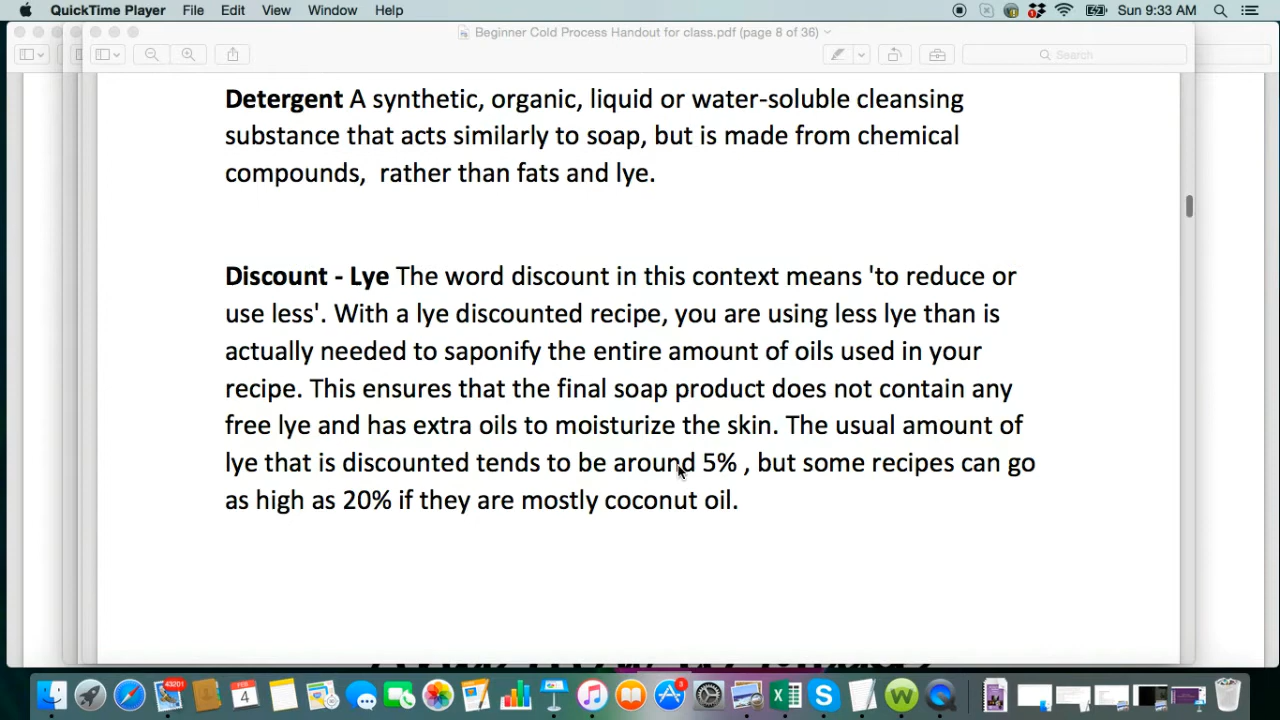 QuickTime Player File Edit View Window Help Sun 9:33 AM
Beginner Cold Process Handout for class.pdf (page 8 of 36)
Search
Detergent A synthetic, organic, liquid or water-soluble cleansing
substance that acts similarly to soap, but is made from chemical
compounds,  rather than fats and lye.
Discount - Lye The word discount in this context means 'to reduce or
use less'. With a lye discounted recipe, you are using less lye than is
actually needed to saponify the entire amount of oils used in your
recipe. This ensures that the final soap product does not contain any
free lye and has extra oils to moisturize the skin. The usual amount of
lye that is discounted tends to be around 5% , but some recipes can go
as high as 20% if they are mostly coconut oil.
43201
4
3